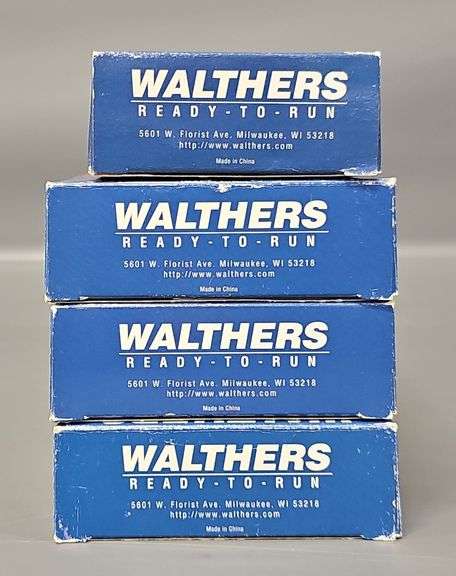 WALTHERS
READY-TO-RUN
5601 W. Florist Ave. Milwaukee, WI 53218
http://www.walthers.com
Made in China
WALTHERS
READY-TO-RUN
5601 W. Florist Ave. Milwaukee, WI 53218
http://www.walthers.com
Made in China
WALTHERS
READY-TO-RUN
5601 W. Florist Ave. Milwaukee, WI 53218
http://www.walthers.com
Made in China
WALTHERS
READY-TO-RUN
5601 W. Florist Ave. Milwaukee, WI 53218
http://www.walthers.com
Made in China